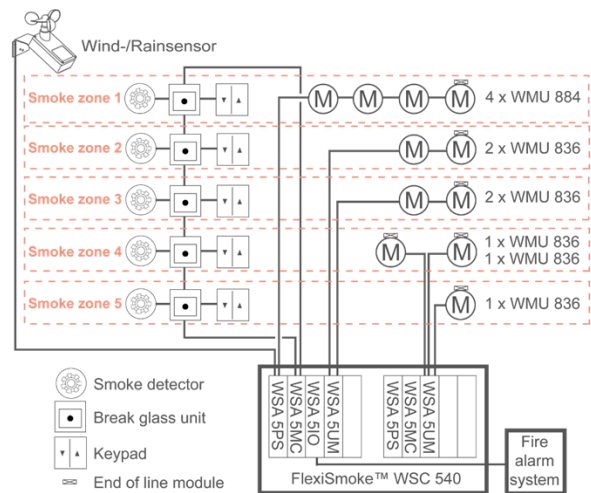 Wind-/Rainsensor
Smoke zone 1
M M M M
4 x WMU 884
Smoke zone 2
M M
2 x WMU 836
Smoke zone 3
M M
2 x WMU 836
Smoke zone 4
M M
1 x WMU 836
1 x WMU 836
Smoke zone 5
M
1 x WMU 836
WSA 5PS
WSA 5MC
WSA 5IO
WSA 5UM
WSA 5PS
WSA 5MC
WSA 5UM
FlexiSmoke™ WSC 540
Fire
alarm
system
Smoke detector
Break glass unit
Keypad
End of line module